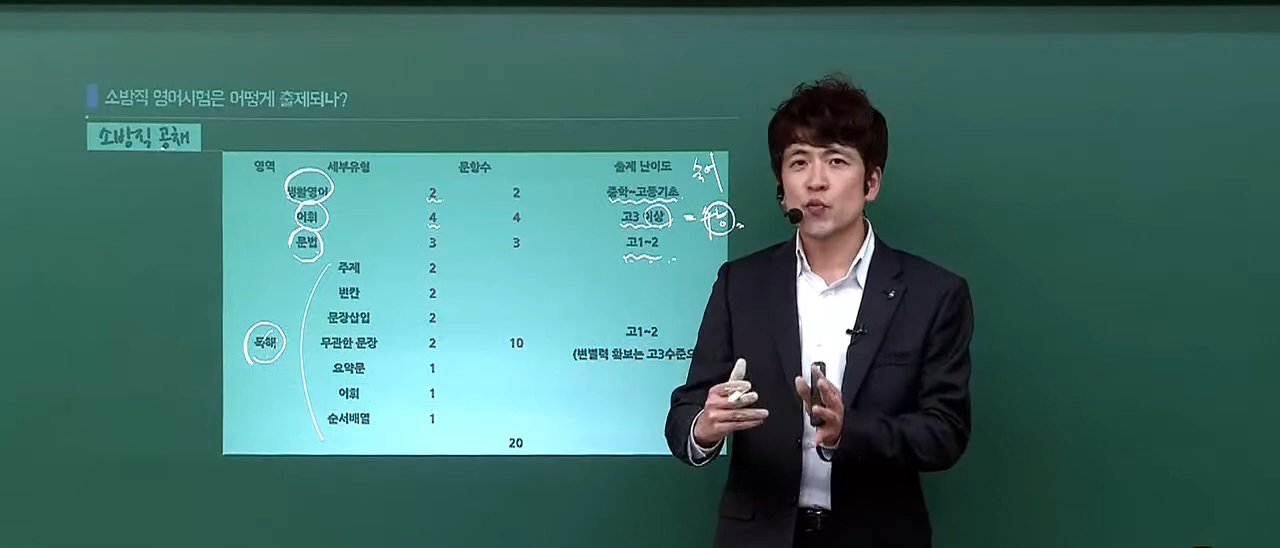 소방직 영어시험은 어떻게 출제되나?
소방직 공채
영역 세부유형 문항수 출제 난이도
숙어
생활영어 2 2 중학~고등기초
어휘 4 4 고3 이상 =
문법 3 3 고1~2
주제 2
빈칸 2
문장삽입 2
독해 무관한 문장 2 10 고1~2
(변별력 확보는 고3수준으
요약문 1
어휘 1
순서배열 1
20